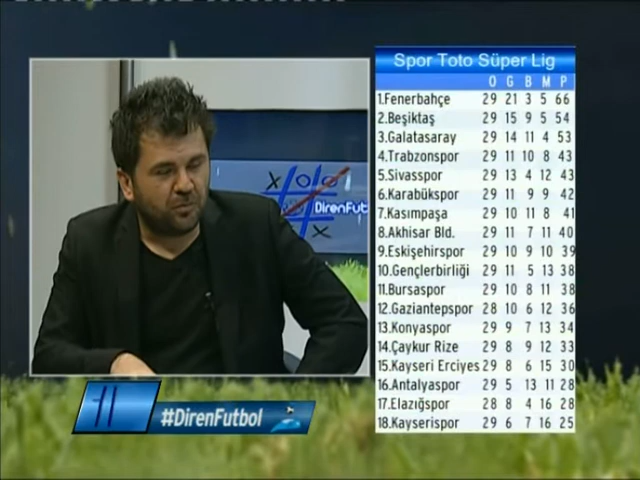 Spor Toto Süper Lig
O G B M P
1.Fenerbahçe 29 21 3 5 66
2.Beşiktaş 29 15 9 5 54
3.Galatasaray 29 14 11 4 53
4.Trabzonspor 29 11 10 8 43
5.Sivasspor 29 13 4 12 43
6.Karabükspor 29 11 9 9 42
7.Kasımpaşa 29 10 11 8 41
8.Akhisar Bld. 29 11 7 11 40
9.Eskişehirspor 29 10 9 10 39
10.Gençlerbirliği 29 11 5 13 38
11.Bursaspor 29 10 8 11 38
12.Gaziantepspor 28 10 6 12 36
13.Konyaspor 29 9 7 13 34
14.Çaykur Rize 29 8 9 12 33
15.Kayseri Erciyes 29 8 6 15 30
16.Antalyaspor 29 5 13 11 28
17.Elazığspor 28 8 4 16 28
18.Kayserispor 29 6 7 16 25
X O O
DirenFut
X
#DirenFutbol